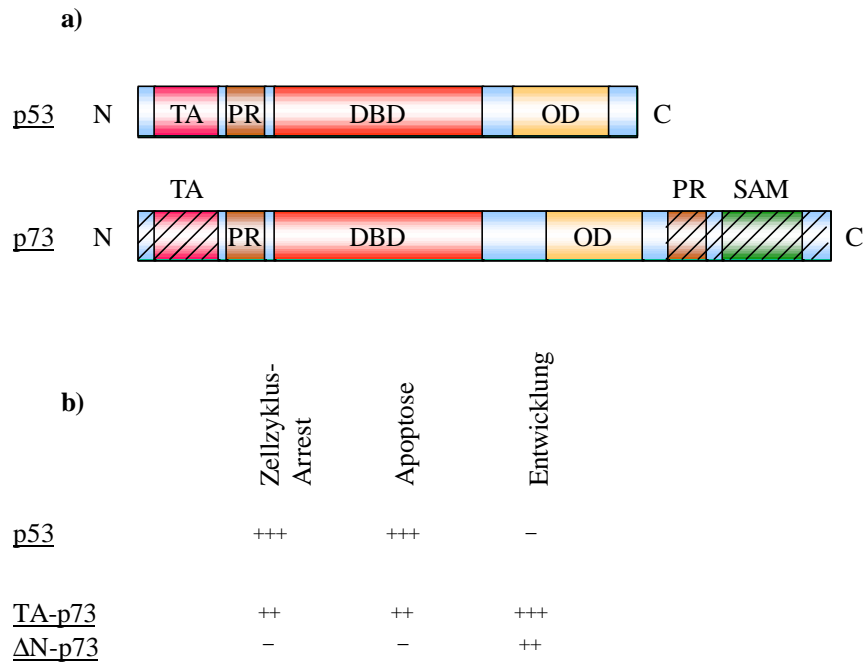 a)
p53 N TA PR DBD OD C
TA PR SAM
p73 N PR DBD OD C
b)
Zellzyklus-
Arrest
Apoptose
Entwicklung
p53 +++ +++ −
TA-p73 ++ ++ +++
ΔN-p73 − − ++